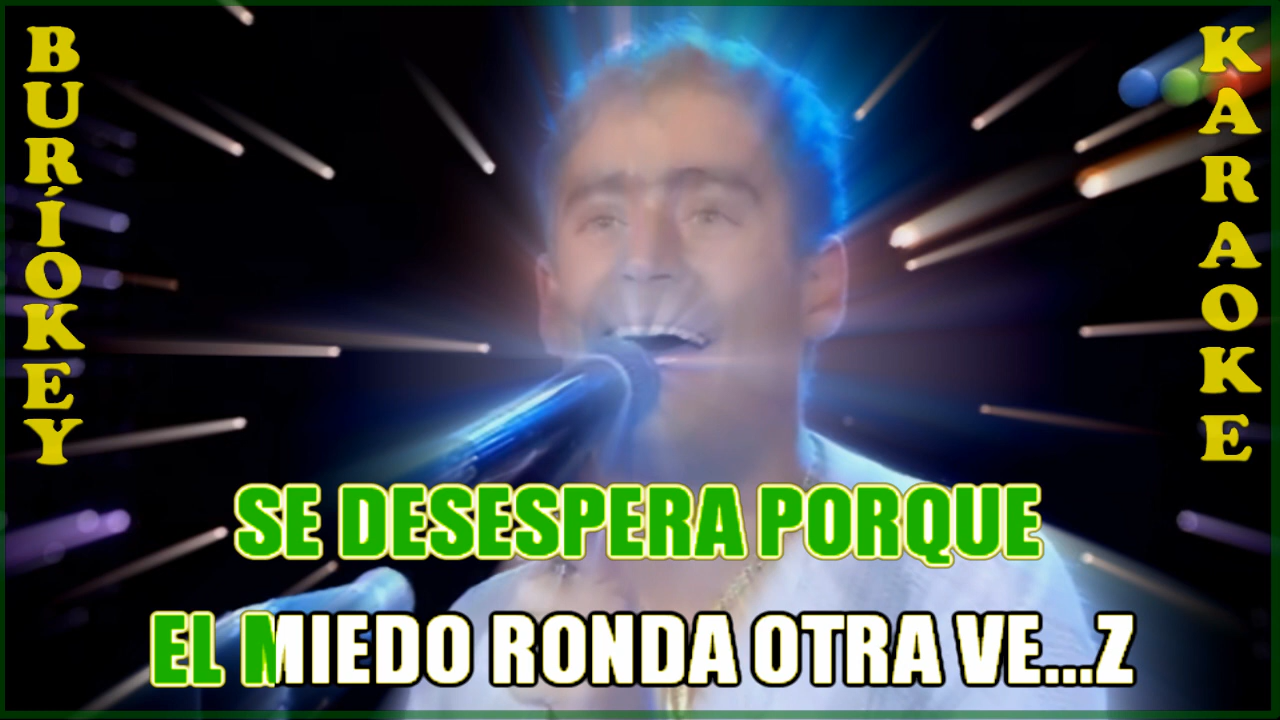 BURÍOKEY
KARAOKE
SE DESESPERA PORQUE
EL MIEDO RONDA OTRA VE...Z